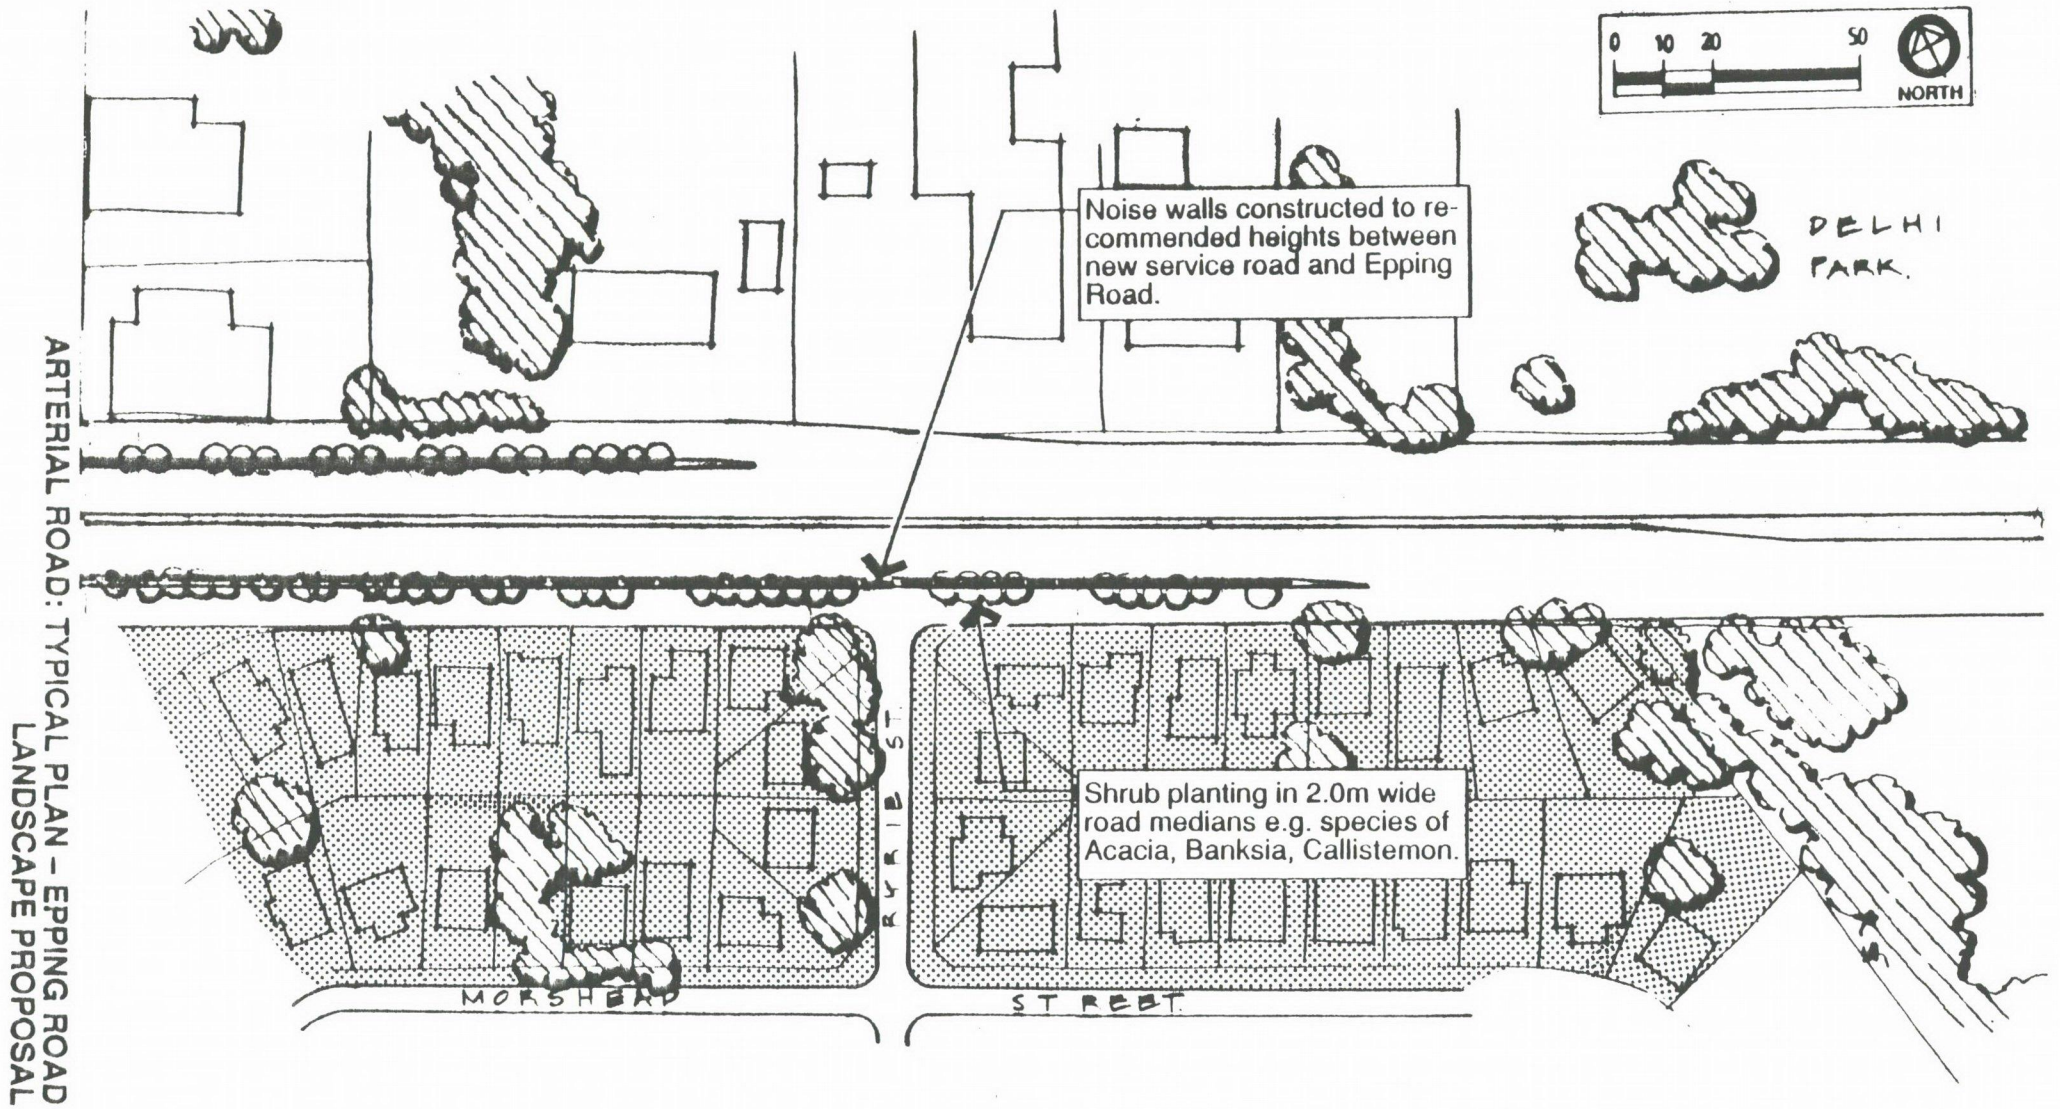 0 10 20 50
NORTH
DELHI
PARK.
Noise walls constructed to re-
commended heights between
new service road and Epping
Road.
Shrub planting in 2.0m wide
road medians e.g. species of
Acacia, Banksia, Callistemon.
MORSHEAD STREET
ARTERIAL ROAD: TYPICAL PLAN – EPPING ROAD
LANDSCAPE PROPOSAL